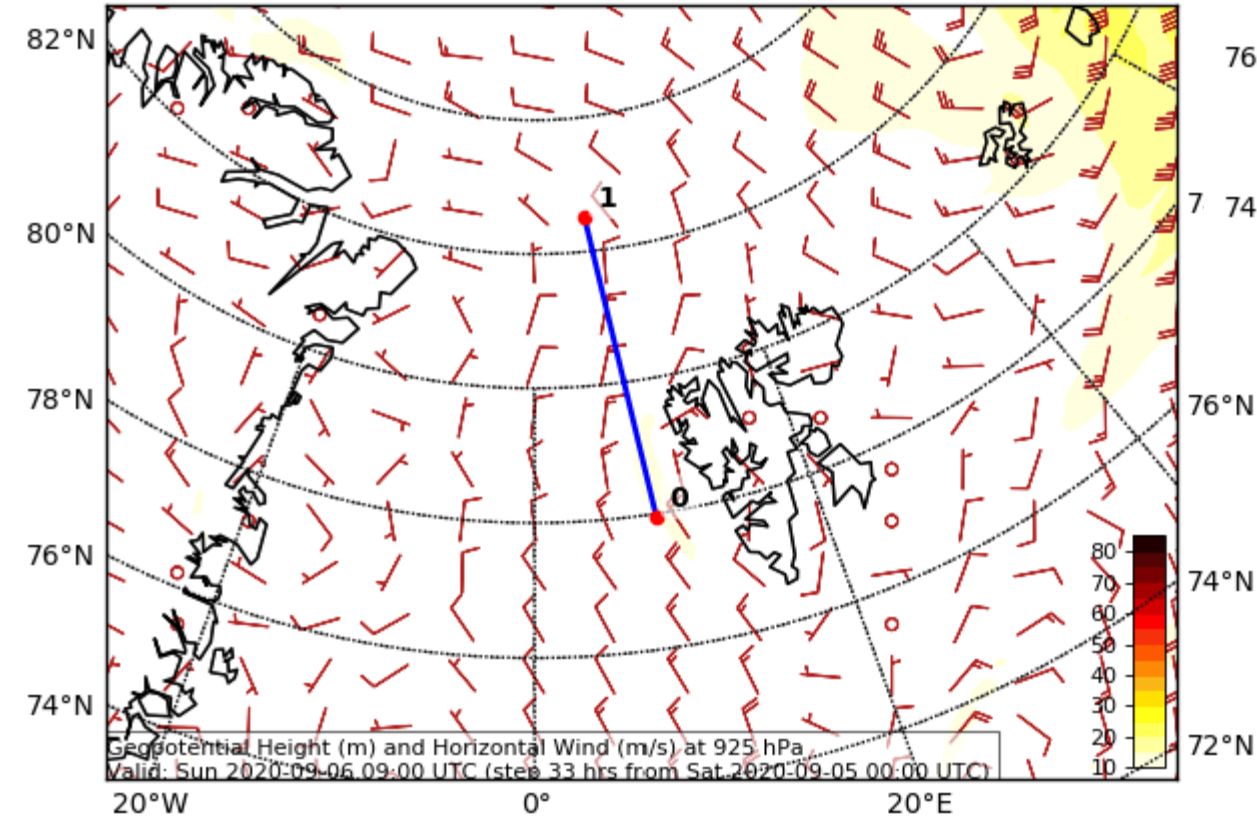 82°N
80°N
78°N
76°N
74°N
76
7 74
76°N
74°N
72°N
1
0
80
70
60
50
40
30
20
10
Geopotential Height (m) and Horizontal Wind (m/s) at 925 hPa
Valid: Sun 2020-09-06 09:00 UTC (step 33 hrs from Sat 2020-09-05 00:00 UTC)
20°W 0° 20°E